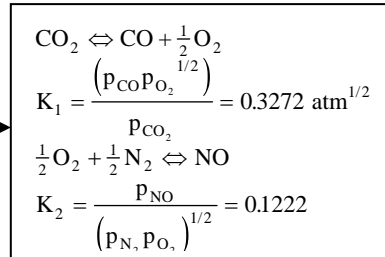 CO₂ ⇔ CO + ½ O₂
K₁ = (p_CO p_O₂^1/2) / p_CO₂ = 0.3272 atm^1/2
½ O₂ + ½ N₂ ⇔ NO
K₂ = p_NO / (p_N₂ p_O₂)^1/2 = 0.1222